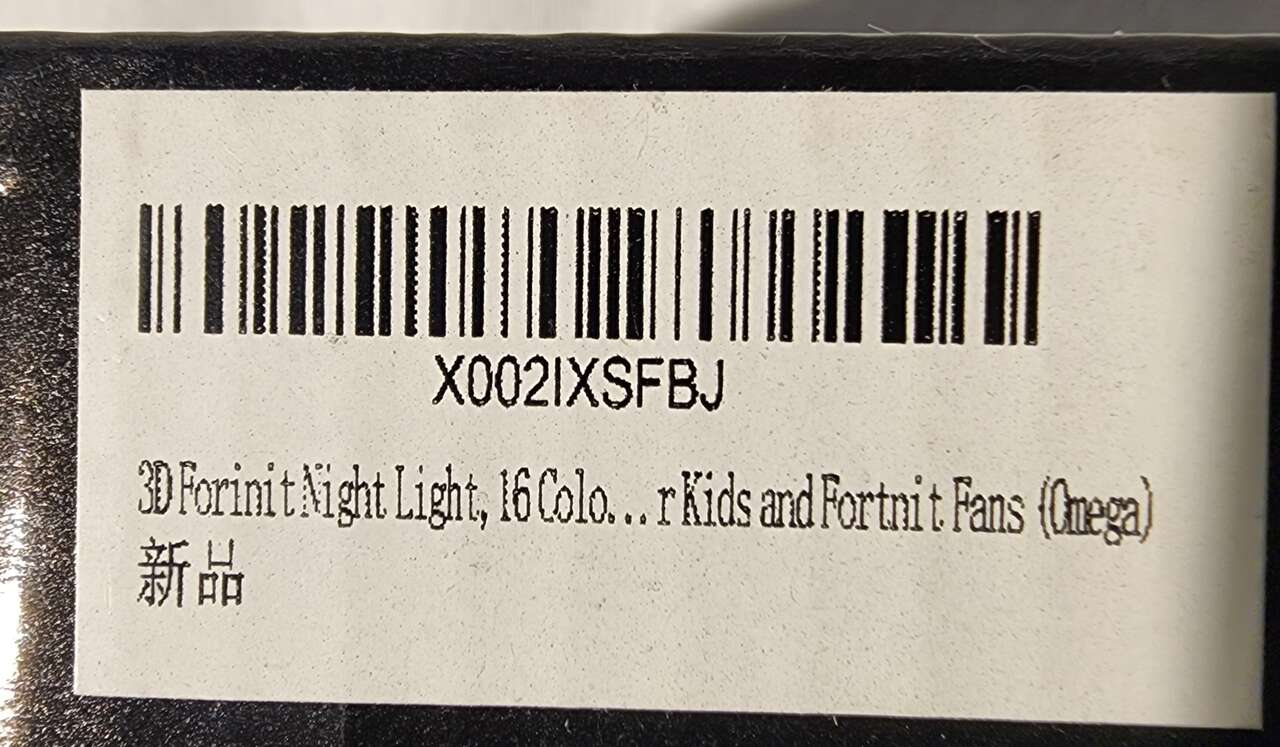 X002IXSFBJ
3D Forinit Night Light, 16 Colo...r Kids and Fortnit Fans (Omega)
新品